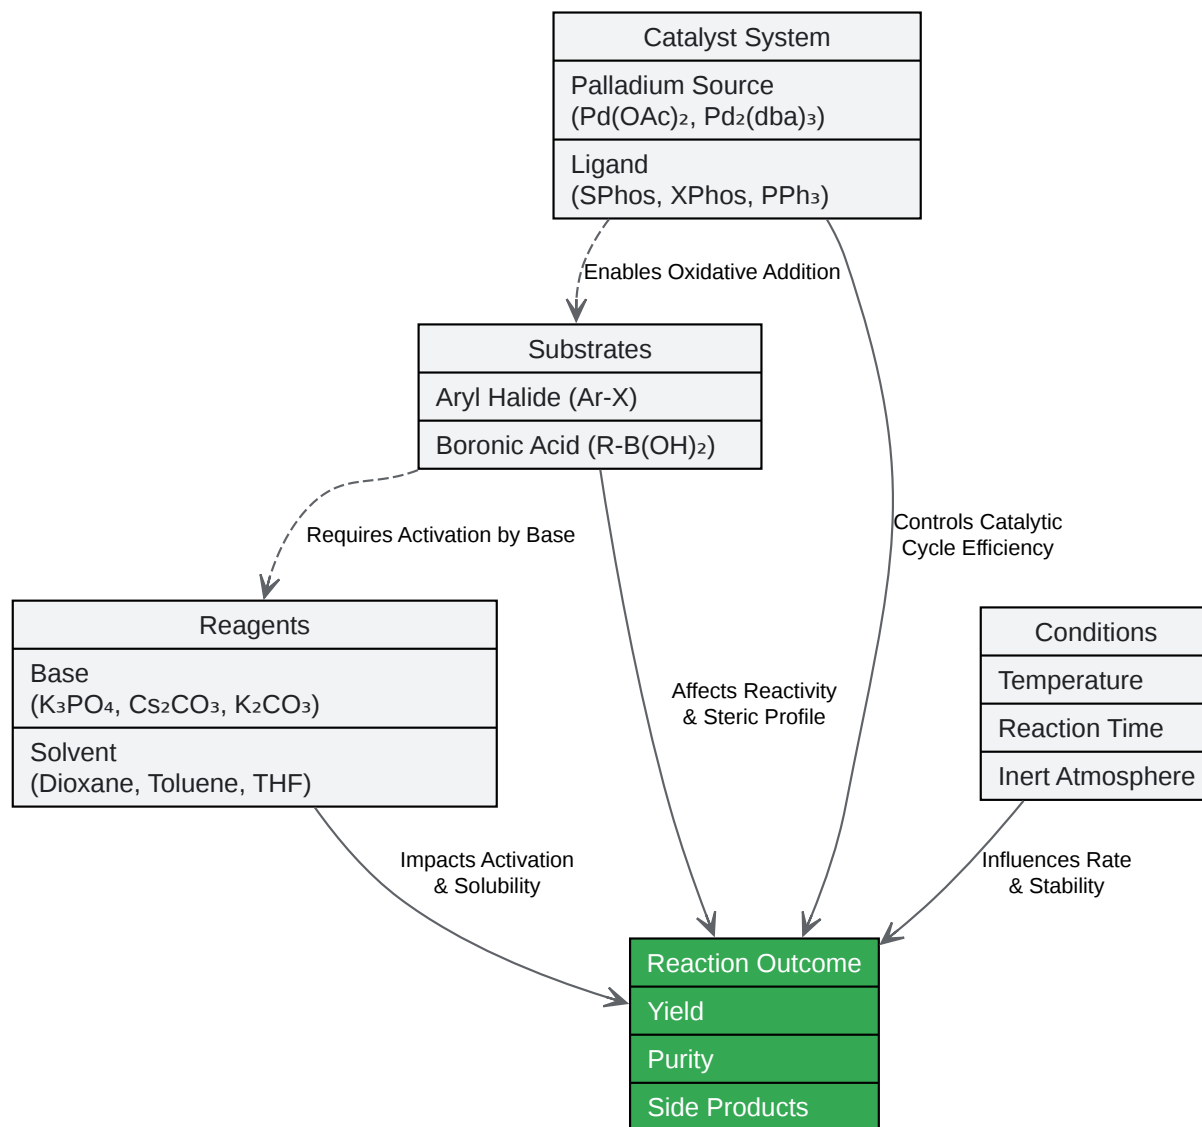 Catalyst System
Palladium Source
(Pd(OAc)₂, Pd₂(dba)₃)
Ligand
(SPhos, XPhos, PPh₃)
Enables Oxidative Addition
Substrates
Aryl Halide (Ar-X)
Boronic Acid (R-B(OH)₂)
Requires Activation by Base
Controls Catalytic
Cycle Efficiency
Reagents
Base
(K₃PO₄, Cs₂CO₃, K₂CO₃)
Solvent
(Dioxane, Toluene, THF)
Conditions
Temperature
Reaction Time
Inert Atmosphere
Affects Reactivity
& Steric Profile
Impacts Activation
& Solubility
Influences Rate
& Stability
Reaction Outcome
Yield
Purity
Side Products